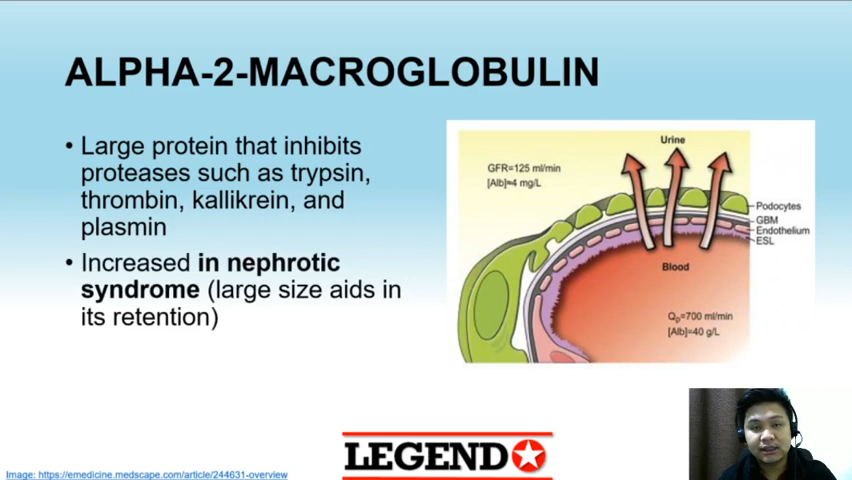 ALPHA-2-MACROGLOBULIN
• Large protein that inhibits
proteases such as trypsin,
thrombin, kallikrein, and
plasmin
• Increased in nephrotic
syndrome (large size aids in
its retention)
Urine
GFR=125 ml/min
[Alb]≈4 mg/L
Podocytes
GBM
Endothelium
ESL
Blood
Qp=700 ml/min
[Alb]=40 g/L
LEGEND
Image: https://emedicine.medscape.com/article/244631-overview